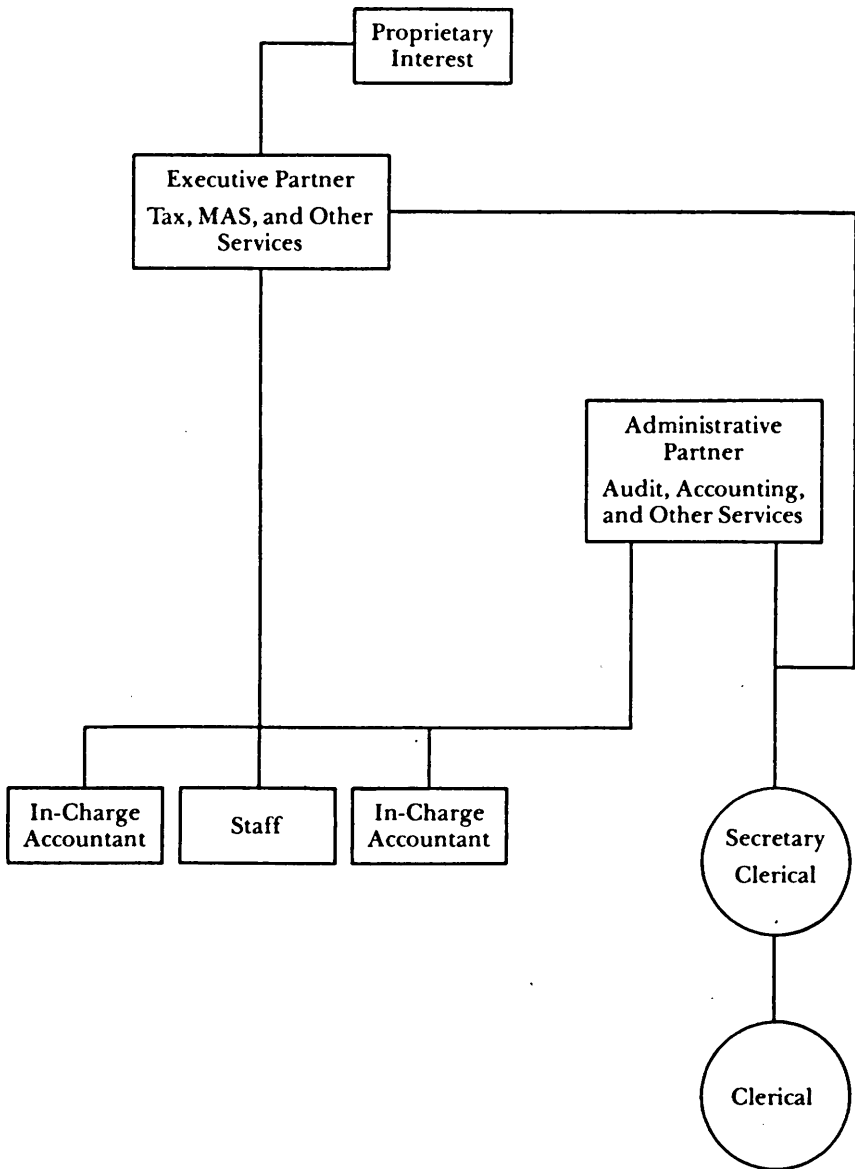 Proprietary
Interest
Executive Partner
Tax, MAS, and Other
Services
Administrative
Partner
Audit, Accounting,
and Other Services
In-Charge
Accountant
Staff
In-Charge
Accountant
Secretary
Clerical
Clerical